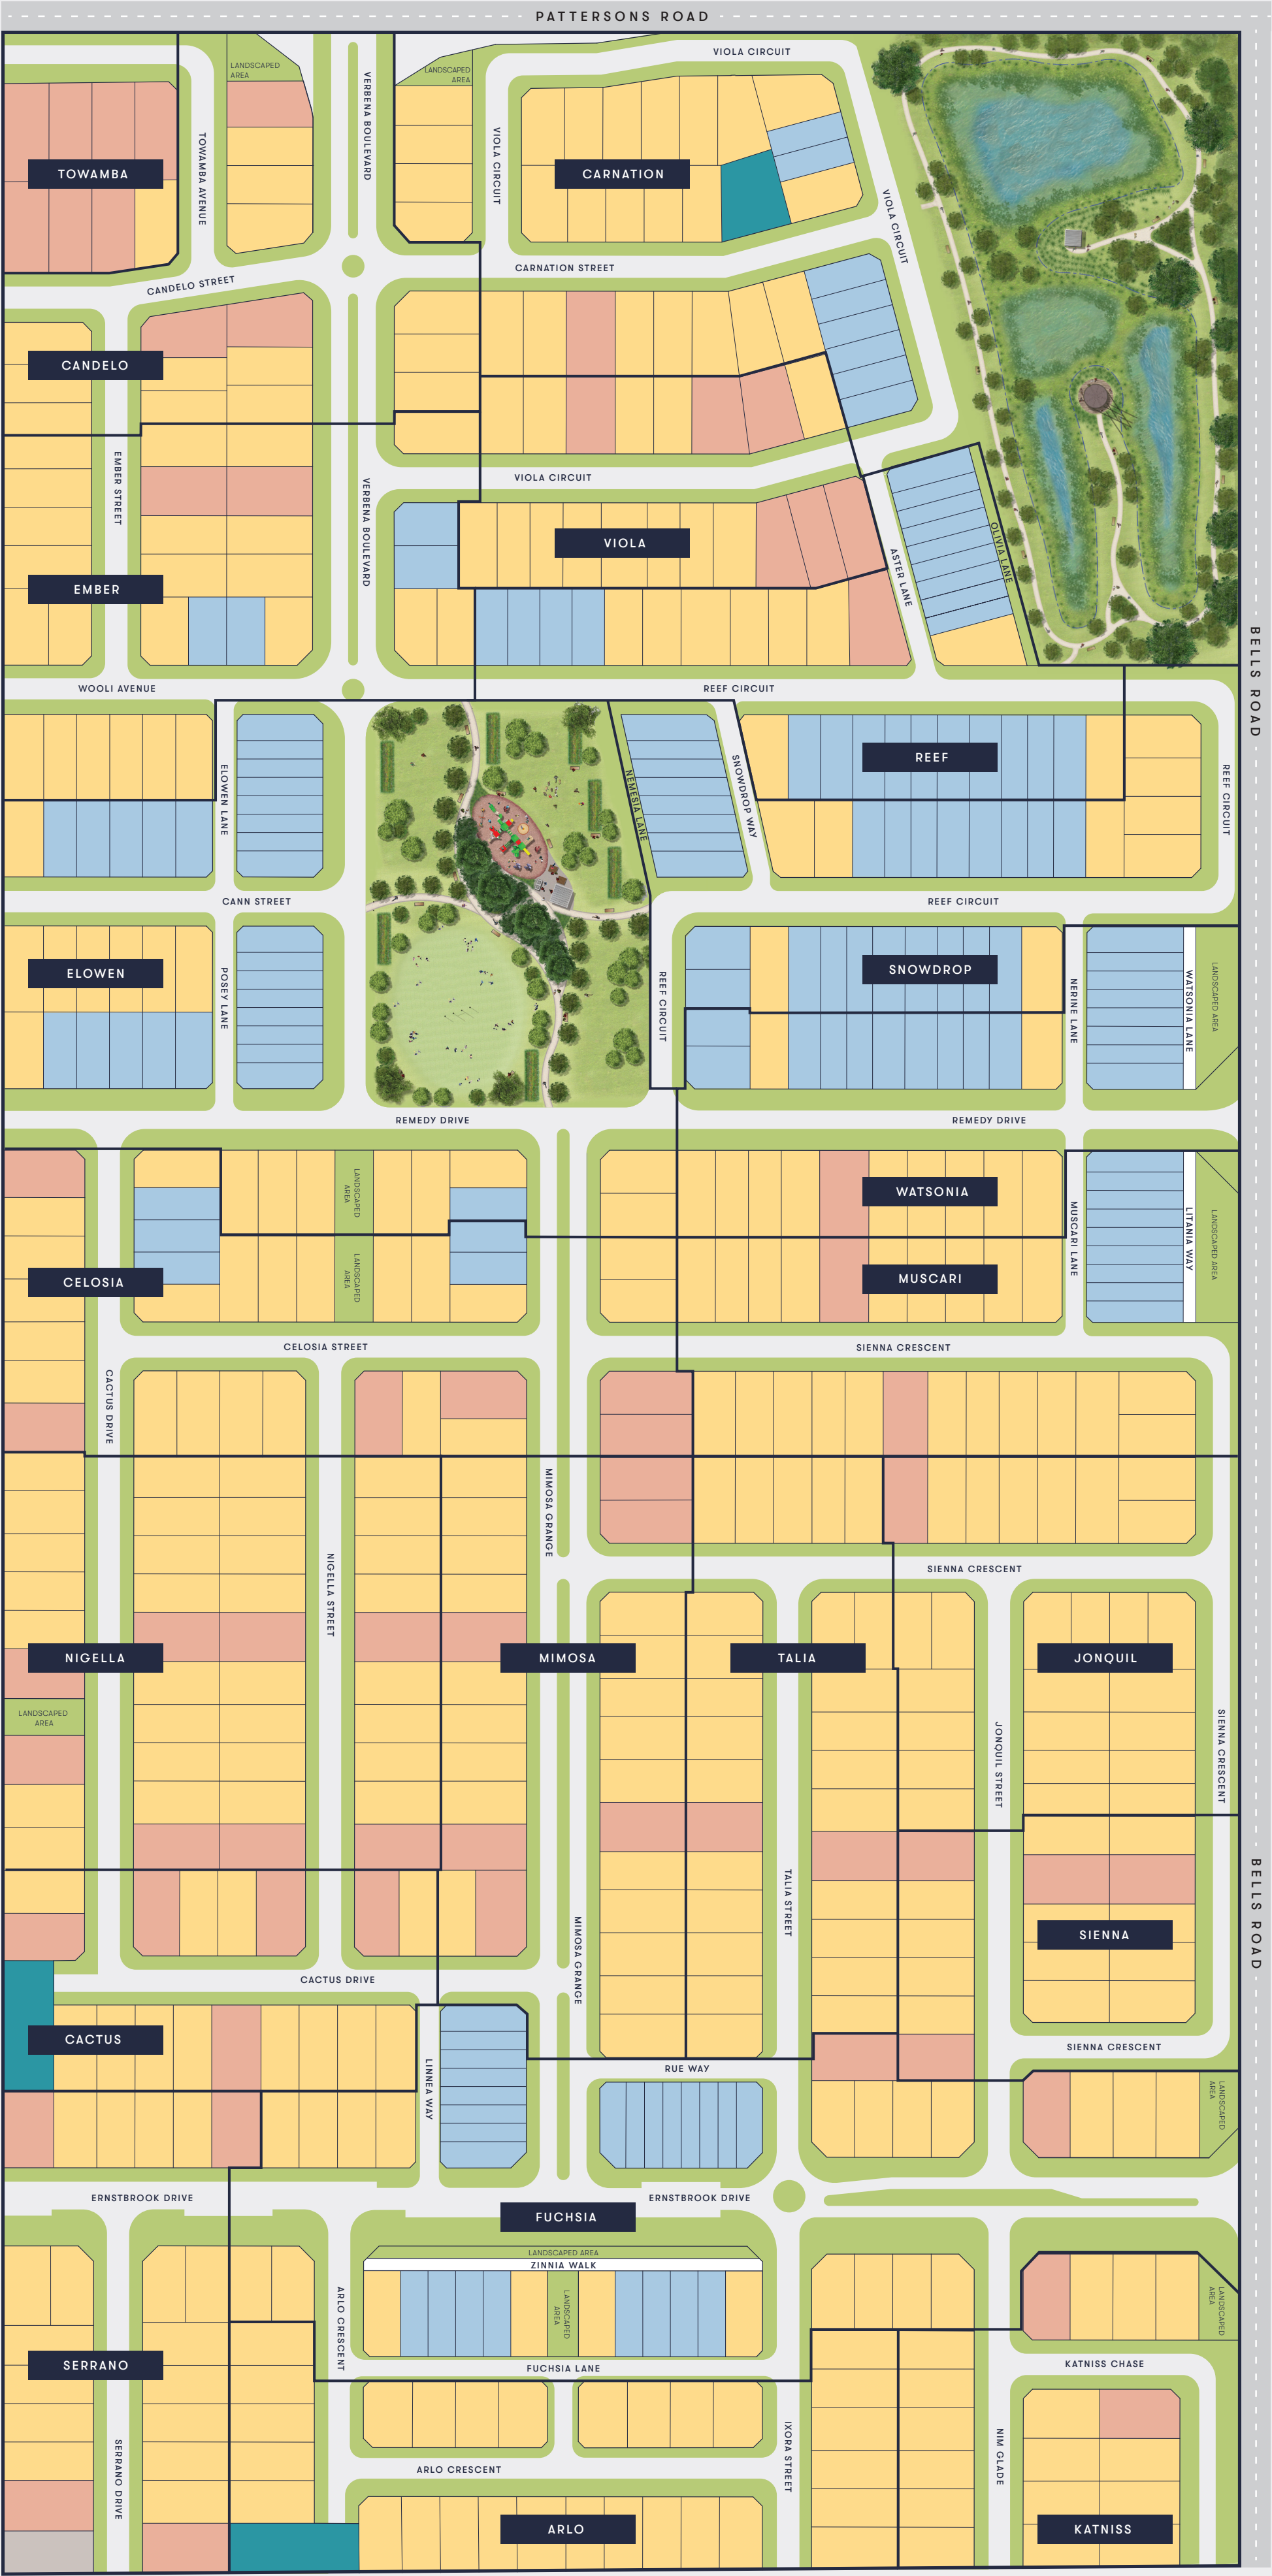 PATTERSONS ROAD
VIOLA CIRCUIT
LANDSCAPED
AREA
LANDSCAPED
AREA
VERBENA BOULEVARD
TOWAMBA AVENUE
VIOLA CIRCUIT
TOWAMBA
CARNATION
VIOLA CIRCUIT
CARNATION STREET
CANDELO STREET
CANDELO
EMBER STREET
VIOLA CIRCUIT
VERBENA BOULEVARD
VIOLA
OLIVIA LANE
ASTER LANE
EMBER
BELLS ROAD
WOOLI AVENUE
REEF CIRCUIT
REEF
ELOWEN LANE
NEMESIA LANE
SNOWDROP WAY
REEF CIRCUIT
CANN STREET
REEF CIRCUIT
ELOWEN
SNOWDROP
POSEY LANE
REEF CIRCUIT
NERINE LANE
WATSONIA LANE
LANDSCAPED AREA
REMEDY DRIVE
REMEDY DRIVE
LANDSCAPED
AREA
WATSONIA
MUSCARI LANE
LITANIA WAY
LANDSCAPED AREA
CELOSIA
LANDSCAPED
AREA
MUSCARI
CELOSIA STREET
SIENNA CRESCENT
CACTUS DRIVE
MIMOSA GRANGE
SIENNA CRESCENT
NIGELLA STREET
NIGELLA
MIMOSA
TALIA
JONQUIL
LANDSCAPED
AREA
JONQUIL STREET
SIENNA CRESCENT
TALIA STREET
BELLS ROAD
SIENNA
MIMOSA GRANGE
CACTUS DRIVE
CACTUS
SIENNA CRESCENT
RUE WAY
LINNEA WAY
LANDSCAPED
AREA
ERNSTBROOK DRIVE
ERNSTBROOK DRIVE
FUCHSIA
LANDSCAPED AREA
ZINNIA WALK
LANDSCAPED
AREA
LANDSCAPED
AREA
ARLO CRESCENT
SERRANO
FUCHSIA LANE
KATNISS CHASE
SERRANO DRIVE
IXORA STREET
NIM GLADE
ARLO CRESCENT
ARLO
KATNISS